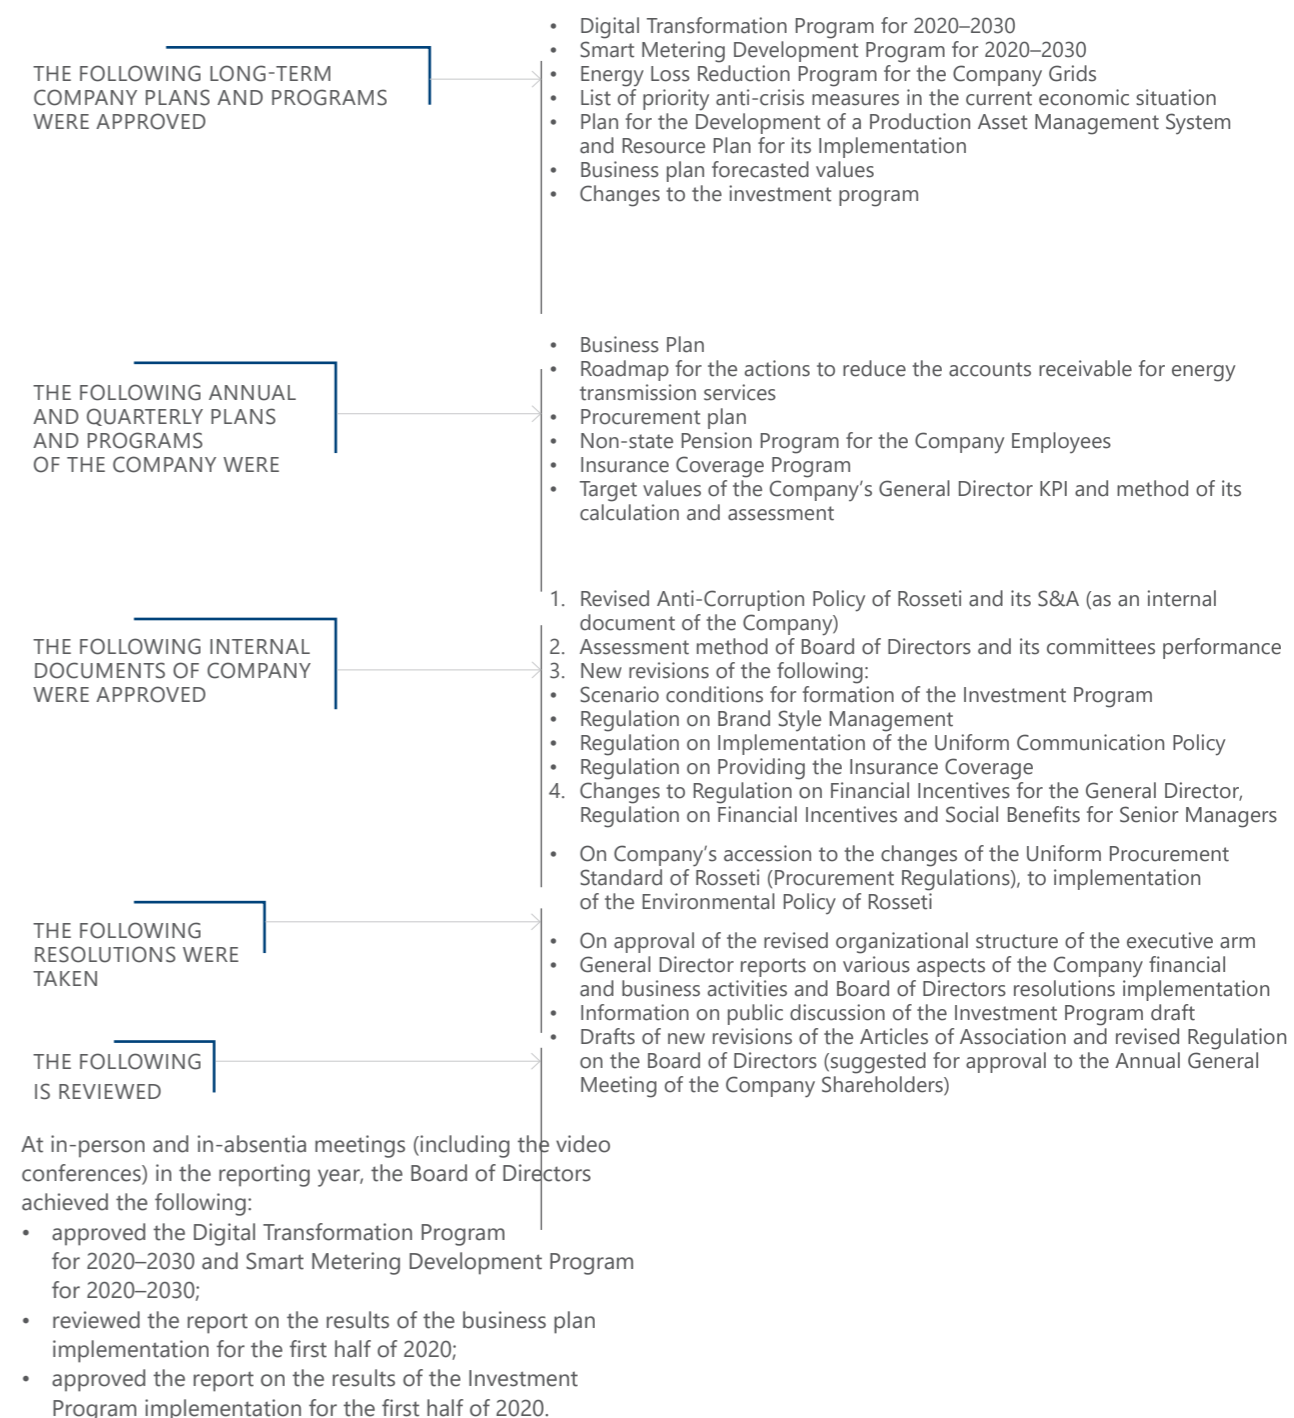 THE FOLLOWING LONG-TERM
COMPANY PLANS AND PROGRAMS
WERE APPROVED
• Digital Transformation Program for 2020–2030
• Smart Metering Development Program for 2020–2030
• Energy Loss Reduction Program for the Company Grids
• List of priority anti-crisis measures in the current economic situation
• Plan for the Development of a Production Asset Management System
and Resource Plan for its Implementation
• Business plan forecasted values
• Changes to the investment program
THE FOLLOWING ANNUAL
AND QUARTERLY PLANS
AND PROGRAMS
OF THE COMPANY WERE
• Business Plan
• Roadmap for the actions to reduce the accounts receivable for energy
transmission services
• Procurement plan
• Non-state Pension Program for the Company Employees
• Insurance Coverage Program
• Target values of the Company’s General Director KPI and method of its
calculation and assessment
THE FOLLOWING INTERNAL
DOCUMENTS OF COMPANY
WERE APPROVED
1. Revised Anti-Corruption Policy of Rosseti and its S&A (as an internal
document of the Company)
2. Assessment method of Board of Directors and its committees performance
3. New revisions of the following:
• Scenario conditions for formation of the Investment Program
• Regulation on Brand Style Management
• Regulation on Implementation of the Uniform Communication Policy
• Regulation on Providing the Insurance Coverage
4. Changes to Regulation on Financial Incentives for the General Director,
Regulation on Financial Incentives and Social Benefits for Senior Managers
THE FOLLOWING
RESOLUTIONS WERE
TAKEN
• On Company’s accession to the changes of the Uniform Procurement
Standard of Rosseti (Procurement Regulations), to implementation
of the Environmental Policy of Rosseti
• On approval of the revised organizational structure of the executive arm
THE FOLLOWING
IS REVIEWED
• General Director reports on various aspects of the Company financial
and business activities and Board of Directors resolutions implementation
• Information on public discussion of the Investment Program draft
• Drafts of new revisions of the Articles of Association and revised Regulation
on the Board of Directors (suggested for approval to the Annual General
Meeting of the Company Shareholders)
At in-person and in-absentia meetings (including the video
conferences) in the reporting year, the Board of Directors
achieved the following:
• approved the Digital Transformation Program
for 2020–2030 and Smart Metering Development Program
for 2020–2030;
• reviewed the report on the results of the business plan
implementation for the first half of 2020;
• approved the report on the results of the Investment
Program implementation for the first half of 2020.